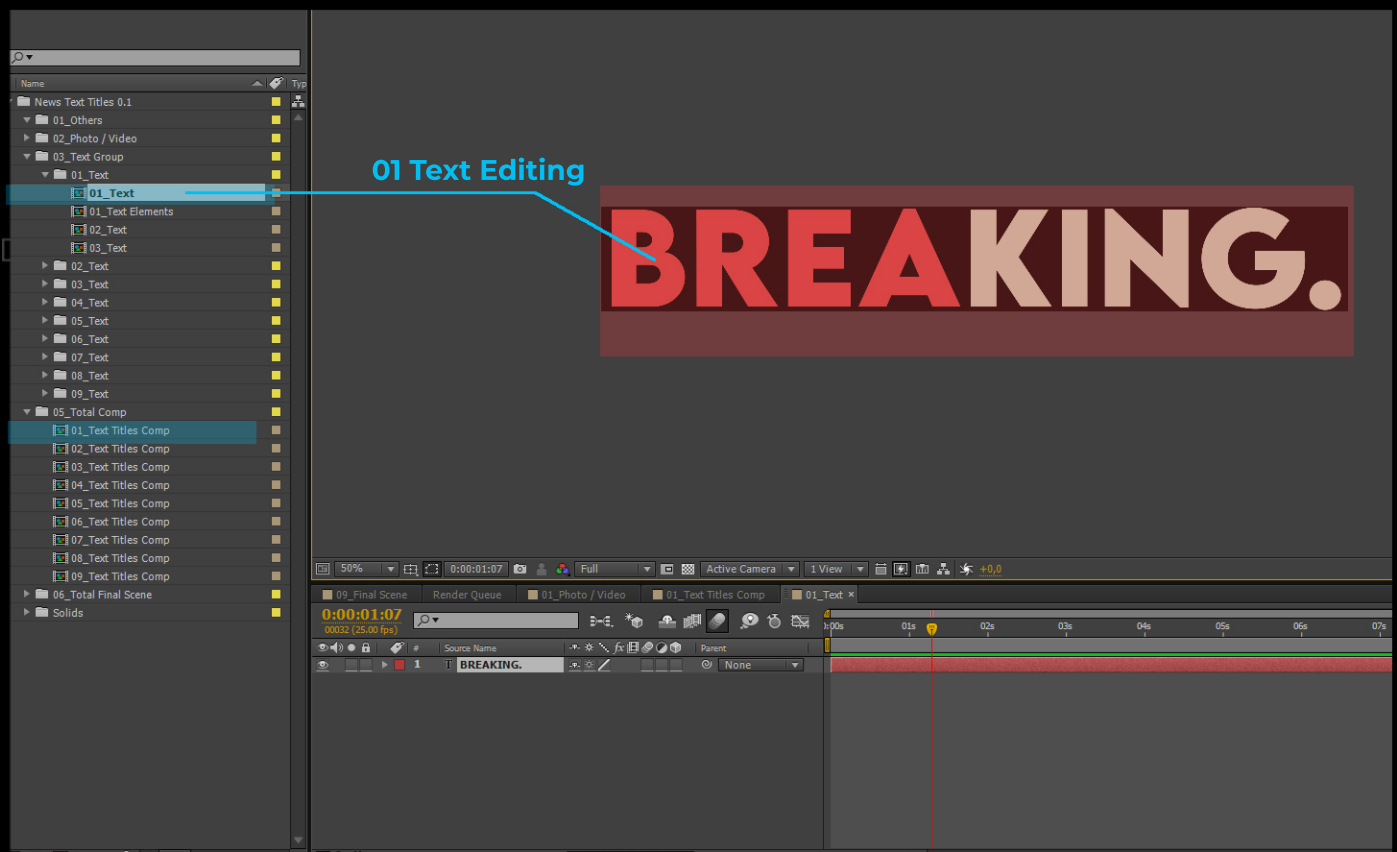 Name
Typ
News Text Titles 0.1
01_Others
02_Photo / Video
03_Text Group
01_Text
01_Text
01_Text Elements
02_Text
03_Text
02_Text
03_Text
04_Text
05_Text
06_Text
07_Text
08_Text
09_Text
05_Total Comp
01_Text Titles Comp
02_Text Titles Comp
03_Text Titles Comp
04_Text Titles Comp
05_Text Titles Comp
06_Text Titles Comp
07_Text Titles Comp
08_Text Titles Comp
09_Text Titles Comp
06_Total Final Scene
Solids
01 Text Editing
BREAKING.
50% 0:00:01:07 Full Active Camera 1 View +0,0
09_Final Scene Render Queue 01_Photo / Video 01_Text Titles Comp 01_Text ×
0:00:01:07
00032 (25.00 fps)
:00s 01s 02s 03s 04s 05s 06s 07s
# Source Name fx Parent
1 T BREAKING. None